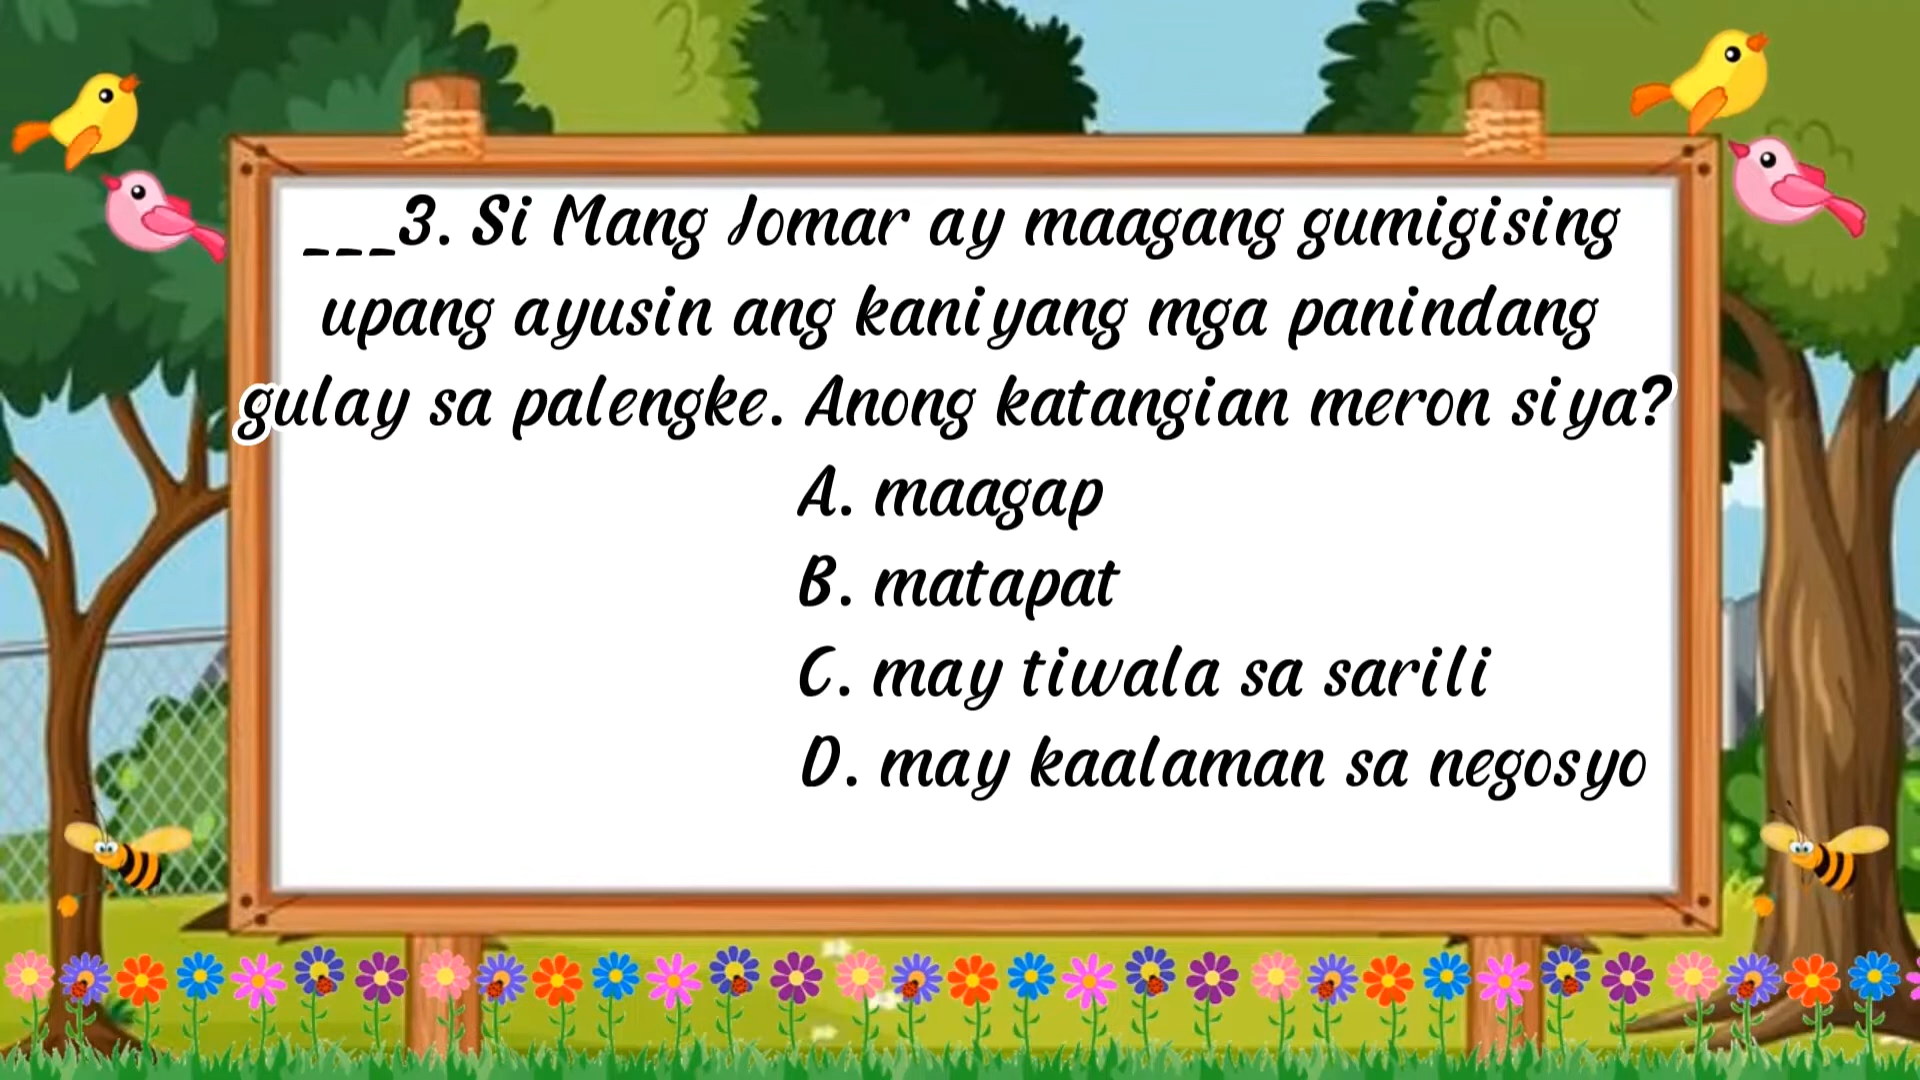 ___3. Si Mang Jomar ay maagang gumigising
upang ayusin ang kaniyang mga panindang
gulay sa palengke. Anong katangian meron siya?
A. maagap
B. matapat
C. may tiwala sa sarili
D. may kaalaman sa negosyo